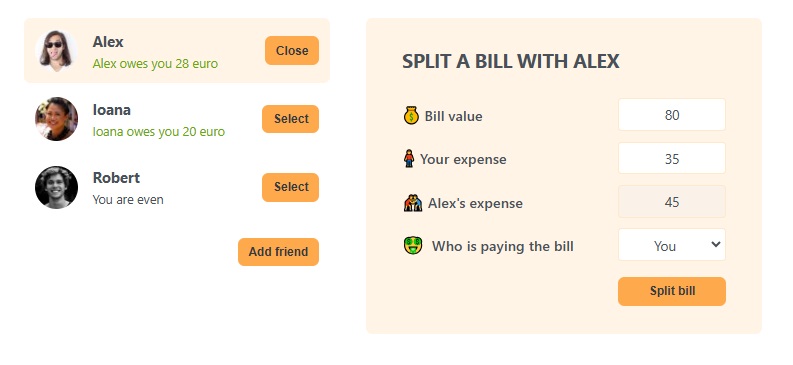 Alex
Alex owes you 28 euro
Close
Ioana
Ioana owes you 20 euro
Select
Robert
You are even
Select
Add friend
SPLIT A BILL WITH ALEX
💰 Bill value 80
🧍 Your expense 35
👫 Alex's expense 45
🤑 Who is paying the bill You
Split bill